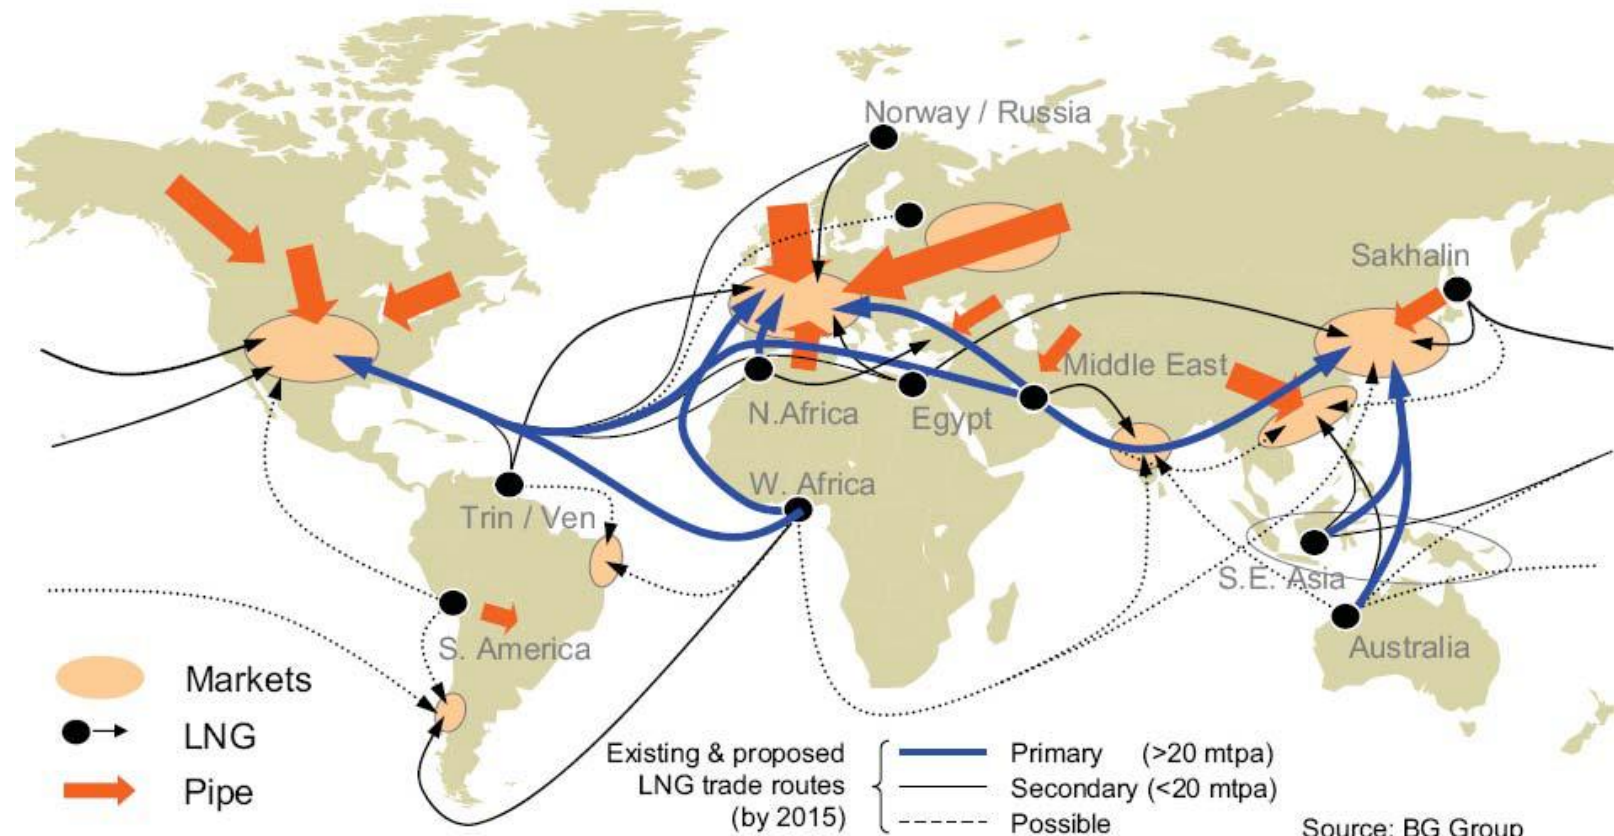 Norway / Russia
Sakhalin
Middle East
N.Africa
Egypt
W. Africa
Trin / Ven
S.E. Asia
S. America
Australia
Markets
LNG
Pipe
Existing & proposed
LNG trade routes
(by 2015)
Primary (>20 mtpa)
Secondary (<20 mtpa)
Possible
Source: BG Group